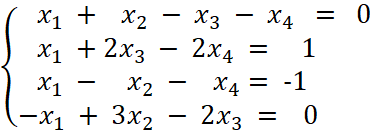 x₁ + x₂ − x₃ − x₄ = 0
x₁ + 2x₃ − 2x₄ = 1
x₁ − x₂ − x₄ = -1
−x₁ + 3x₂ − 2x₃ = 0